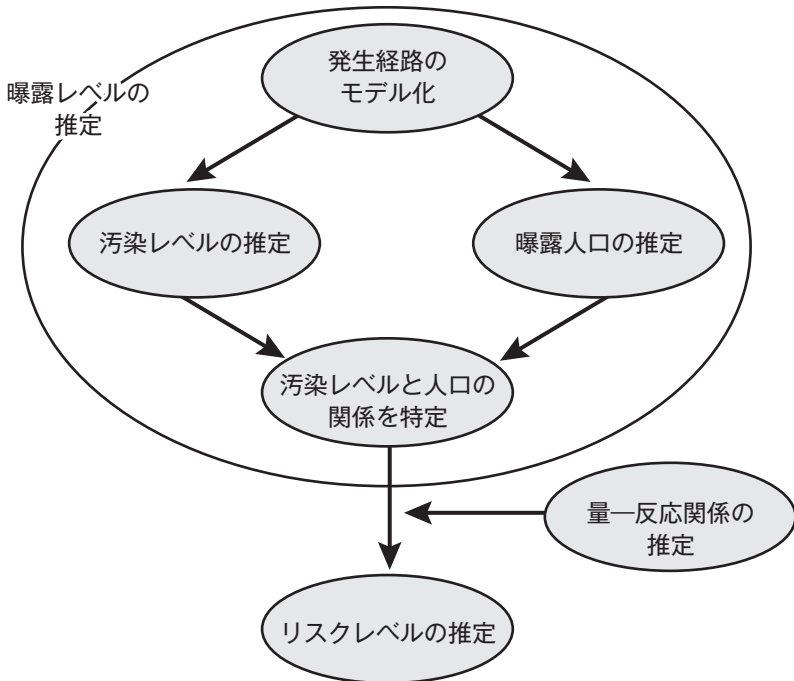 発生経路の
モデル化
曝露レベルの
推定
汚染レベルの推定
曝露人口の推定
汚染レベルと人口の
関係を特定
量―反応関係の
推定
リスクレベルの推定